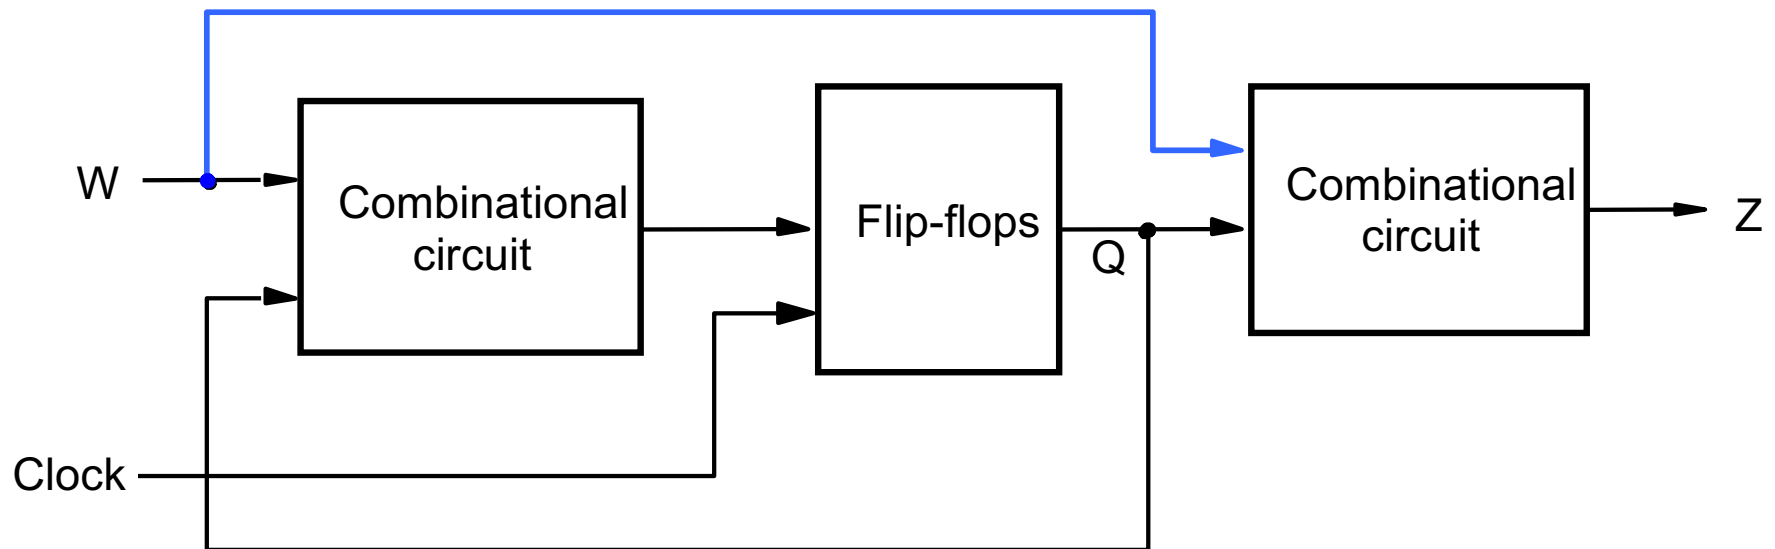 W
Combinational
circuit
Flip-flops
Q
Combinational
circuit
Z
Clock